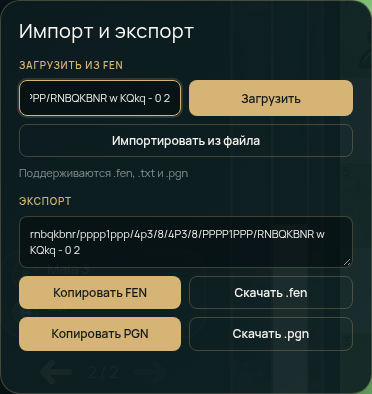 Импорт и экспорт
ЗАГРУЗИТЬ ИЗ FEN
PP/RNBQKBNR w KQkq - 0 2
Загрузить
Импортировать из файла
Поддерживаются .fen, .txt и .pgn
ЭКСПОРТ
rnbqkbnr/pppp1ppp/4p3/8/4P3/8/PPPP1PPP/RNBQKBNR w
KQkq - 0 2
Копировать FEN
Скачать .fen
Копировать PGN
Скачать .pgn
2 / 2